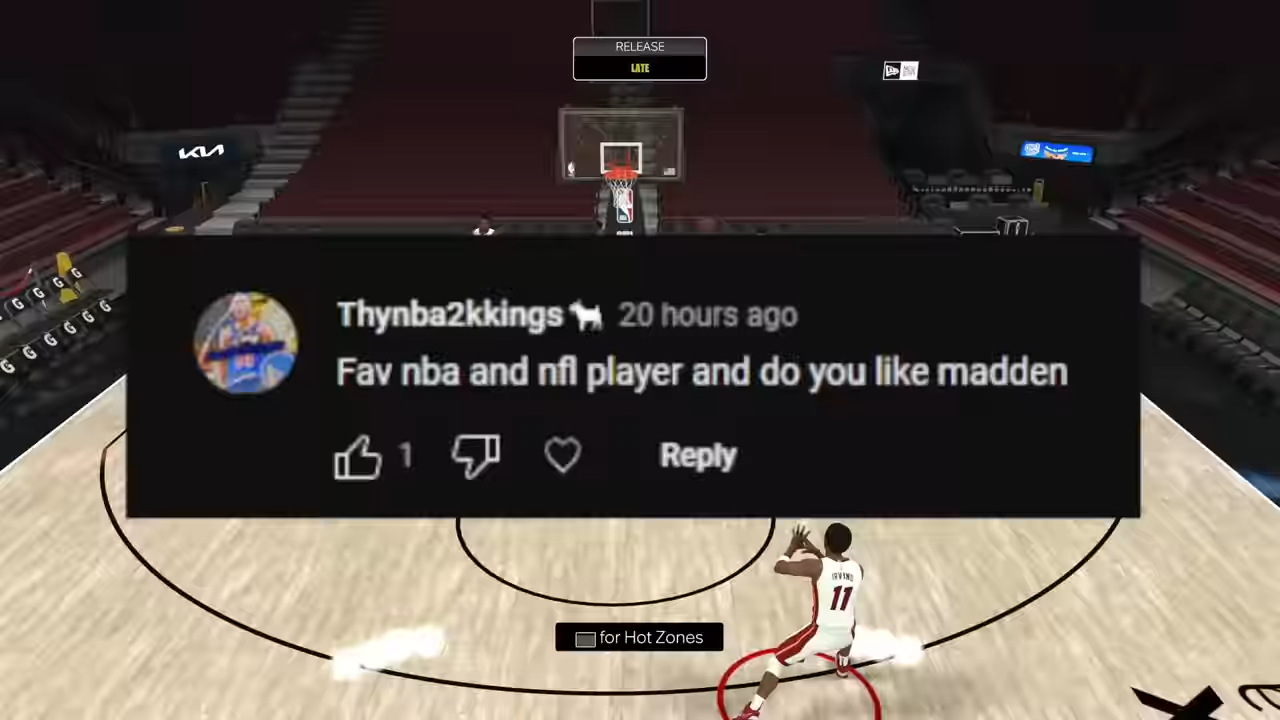 RELEASE
LATE
KIA
Thynba2kkings 20 hours ago
Fav nba and nfl player and do you like madden
1
Reply
IRVING
11
for Hot Zones
G G G G
G G G G G